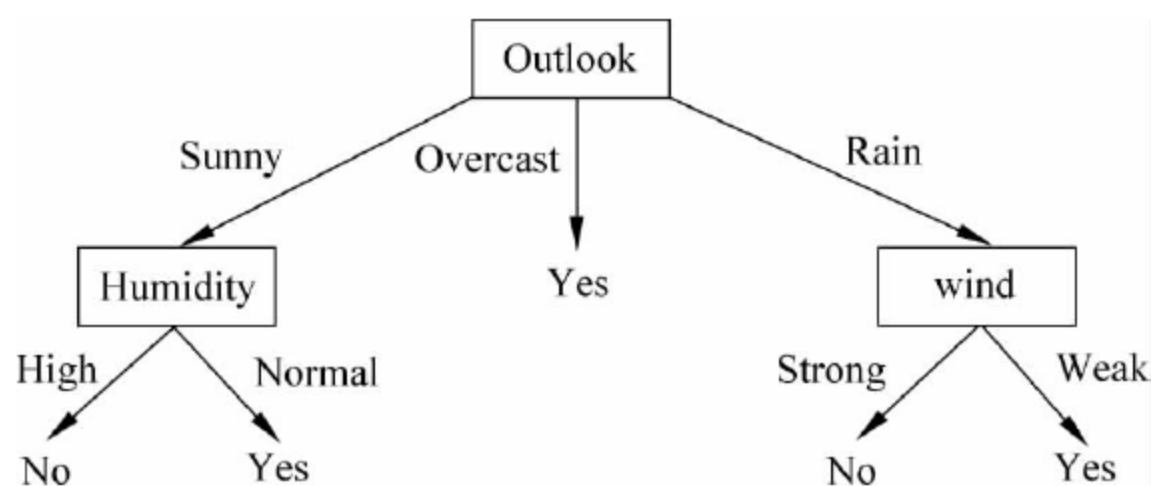 Outlook
Sunny
Overcast
Rain
Humidity
Yes
wind
High
Normal
Strong
Weak
No
Yes
No
Yes